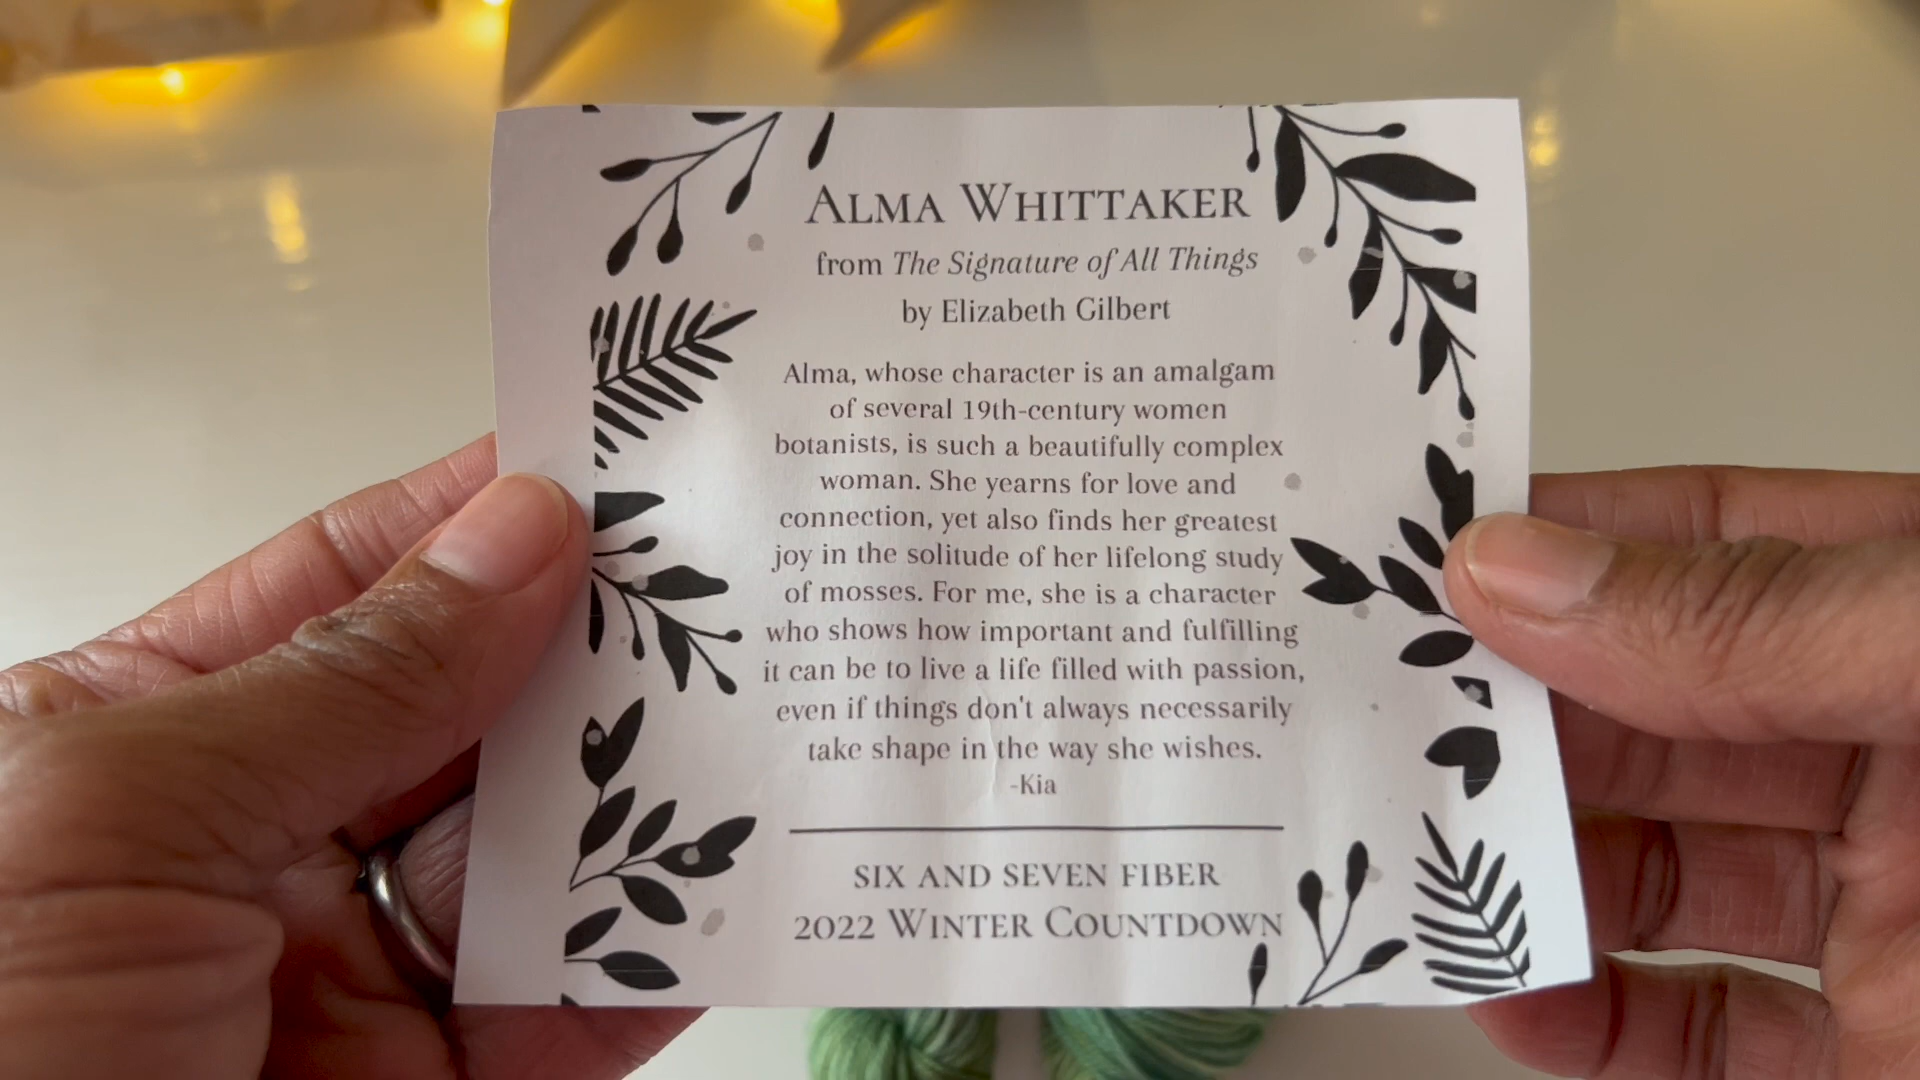 ALMA WHITTAKER
from The Signature of All Things
by Elizabeth Gilbert
Alma, whose character is an amalgam
of several 19th-century women
botanists, is such a beautifully complex
woman. She yearns for love and
connection, yet also finds her greatest
joy in the solitude of her lifelong study
of mosses. For me, she is a character
who shows how important and fulfilling
it can be to live a life filled with passion,
even if things don't always necessarily
take shape in the way she wishes.
-Kia
SIX AND SEVEN FIBER
2022 WINTER COUNTDOWN